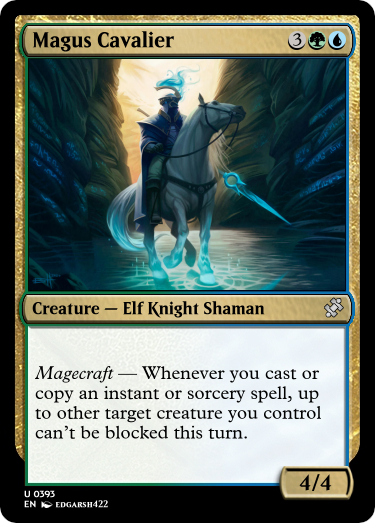 Magus Cavalier 3
Creature — Elf Knight Shaman
Magecraft — Whenever you cast or
copy an instant or sorcery spell, up
to other target creature you control
can't be blocked this turn.
4/4
U 0393
EN EDGARSH422